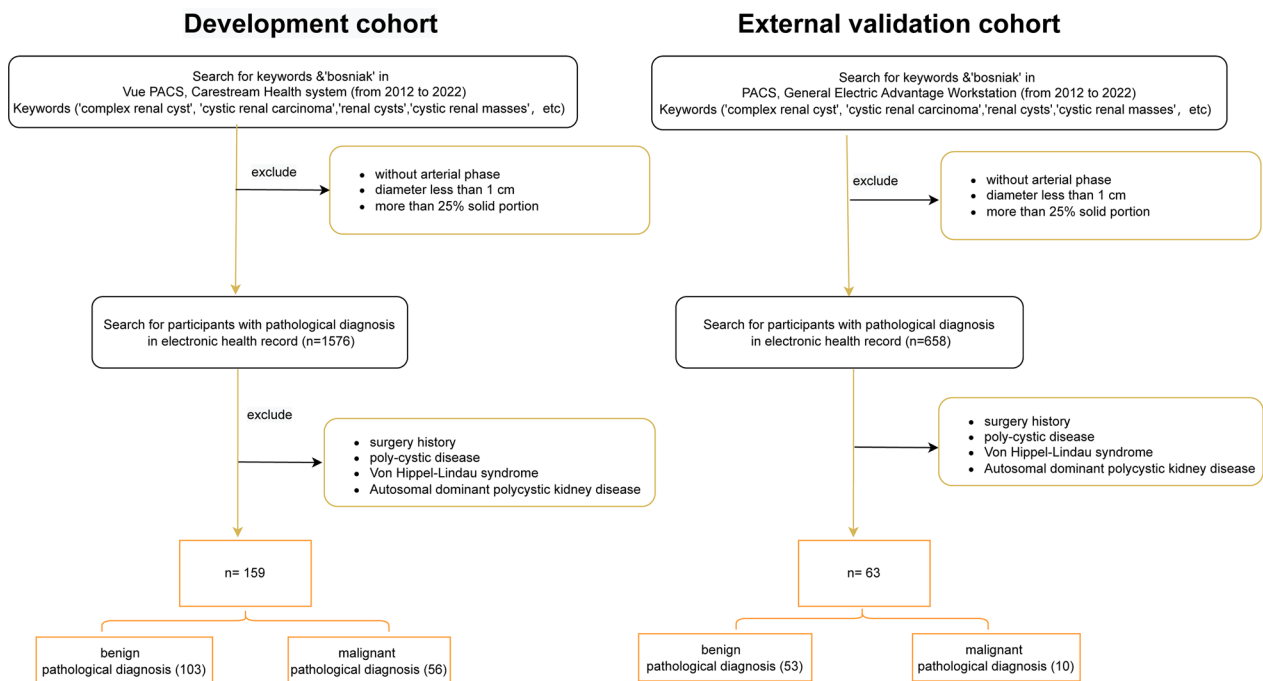 Development cohort
Search for keywords &'bosniak' in
Vue PACS, Carestream Health system (from 2012 to 2022)
Keywords ('complex renal cyst', 'cystic renal carcinoma','renal cysts','cystic renal masses', etc)
exclude
• without arterial phase
• diameter less than 1 cm
• more than 25% solid portion
Search for participants with pathological diagnosis
in electronic health record (n=1576)
exclude
• surgery history
• poly-cystic disease
• Von Hippel-Lindau syndrome
• Autosomal dominant polycystic kidney disease
n= 159
benign
pathological diagnosis (103)
malignant
pathological diagnosis (56)
External validation cohort
Search for keywords &'bosniak' in
PACS, General Electric Advantage Workstation (from 2012 to 2022)
Keywords ('complex renal cyst', 'cystic renal carcinoma','renal cysts','cystic renal masses', etc)
exclude
• without arterial phase
• diameter less than 1 cm
• more than 25% solid portion
Search for participants with pathological diagnosis
in electronic health record (n=658)
• surgery history
• poly-cystic disease
• Von Hippel-Lindau syndrome
• Autosomal dominant polycystic kidney disease
n= 63
benign
pathological diagnosis (53)
malignant
pathological diagnosis (10)